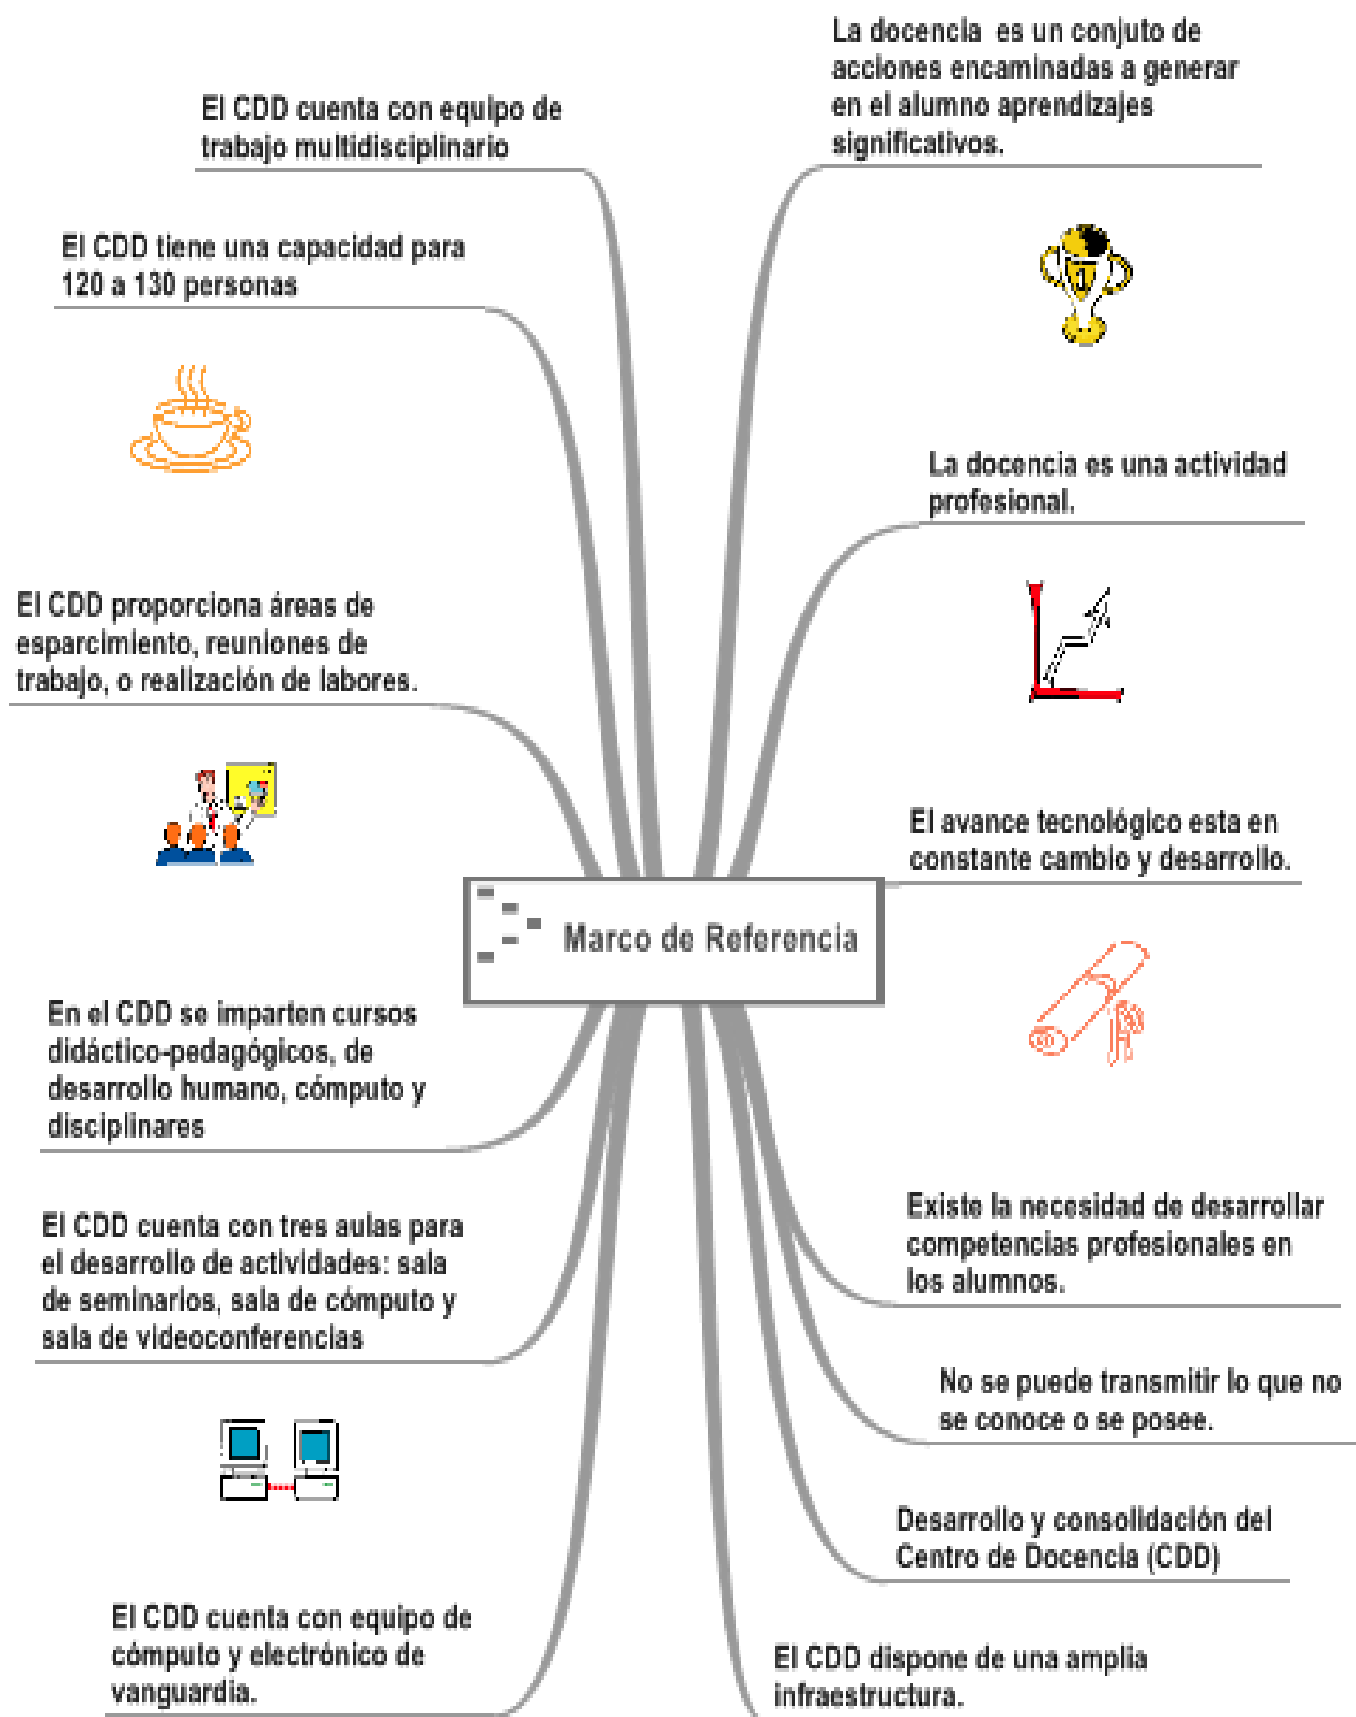 La docencia es un conjuto de
acciones encaminadas a generar
en el alumno aprendizajes
significativos.
La docencia es una actividad
profesional.
El avance tecnológico esta en
constante cambio y desarrollo.
Existe la necesidad de desarrollar
competencias profesionales en
los alumnos.
No se puede transmitir lo que no
se conoce o se posee.
Desarrollo y consolidación del
Centro de Docencia (CDD)
El CDD dispone de una amplia
infraestructura.
El CDD cuenta con equipo de
cómputo y electrónico de
vanguardia.
El CDD cuenta con tres aulas para
el desarrollo de actividades: sala
de seminarios, sala de cómputo y
sala de videoconferencias
En el CDD se imparten cursos
didáctico-pedagógicos, de
desarrollo humano, cómputo y
disciplinares
El CDD proporciona áreas de
esparcimiento, reuniones de
trabajo, o realización de labores.
El CDD tiene una capacidad para
120 a 130 personas
El CDD cuenta con equipo de
trabajo multidisciplinario
Marco de Referencia
1